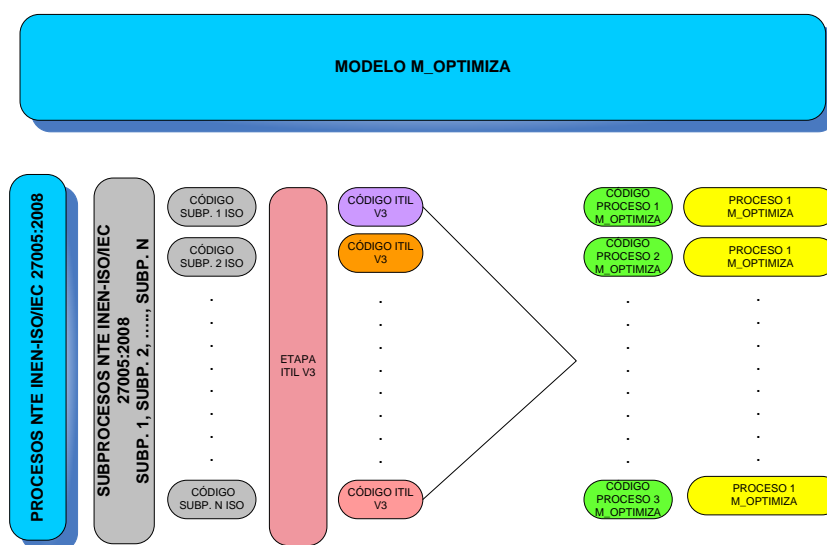 MODELO M_OPTIMIZA
PROCESOS NTE INEN-ISO/IEC 27005:2008
SUBPROCESOS NTE INEN-ISO/IEC
27005:2008
SUBP. 1, SUBP. 2, ....., SUBP. N
CÓDIGO
SUBP. 1 ISO
CÓDIGO
SUBP. 2 ISO
CÓDIGO
SUBP. N ISO
ETAPA
ITIL V3
CÓDIGO ITIL
V3
CÓDIGO ITIL
V3
CÓDIGO ITIL
V3
CÓDIGO
PROCESO 1
M_OPTIMIZA
CÓDIGO
PROCESO 2
M_OPTIMIZA
CÓDIGO
PROCESO 3
M_OPTIMIZA
PROCESO 1
M_OPTIMIZA
PROCESO 1
M_OPTIMIZA
PROCESO 1
M_OPTIMIZA